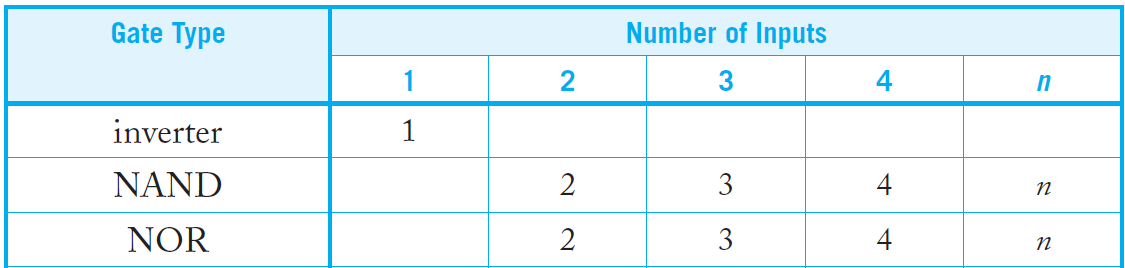 Gate Type Number of Inputs
1 2 3 4 n
inverter 1
NAND 2 3 4 n
NOR 2 3 4 n